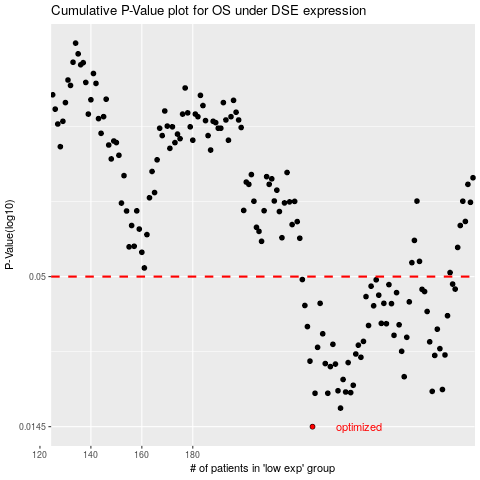 Cumulative P-Value plot for OS under DSE expression
P-Value(log10)
0.05
0.0145
optimized
120 140 160 180
# of patients in 'low exp' group